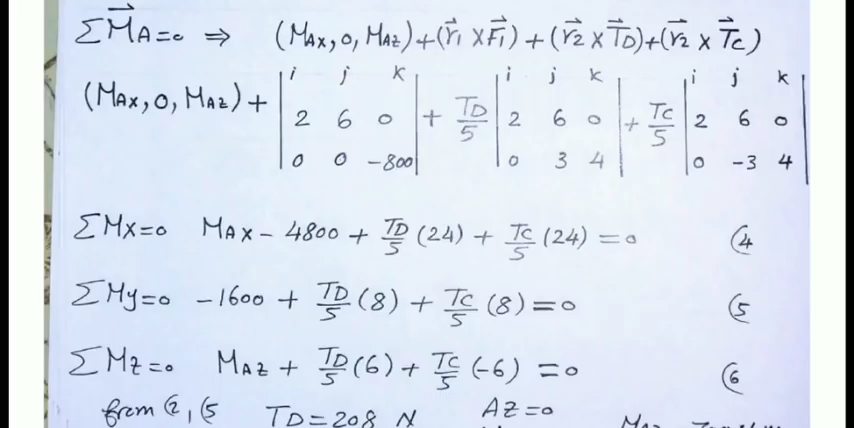 ΣM⃗A=0 ⇒ (MAX, 0, MAZ)+(r⃗1 ×F⃗1)+(r⃗2 ×T⃗D)+(r⃗2 × T⃗C)
i j k i j k i j k
(MAX, 0, MAZ) + | 2 6 0 | + TD/5 | 2 6 0 | + TC/5 | 2 6 0 |
0 0 -800 0 3 4 0 -3 4
ΣMX=0 MAX - 4800 + TD/5 (24) + TC/5 (24) = 0 (4
ΣMy=0 -1600 + TD/5 (8) + TC/5 (8) = 0 (5
ΣMZ=0 MAZ + TD/5 (6) + TC/5 (-6) = 0 (6
from (2, (5 TD=208 N AZ=0